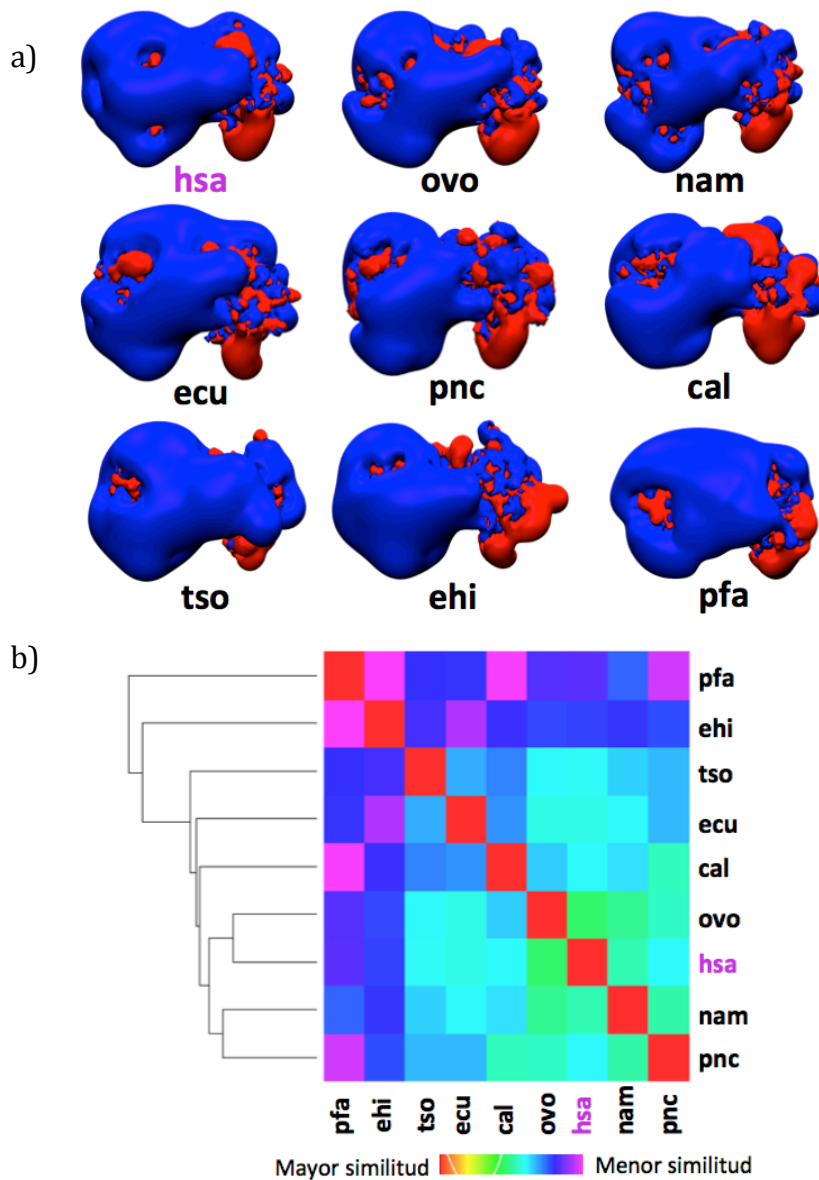 a)
hsa ovo nam
ecu pnc cal
tso ehi pfa
b)
pfa
ehi
tso
ecu
cal
ovo
hsa
nam
pnc
pfa ehi tso ecu cal ovo hsa nam pnc
Mayor similitud Menor similitud